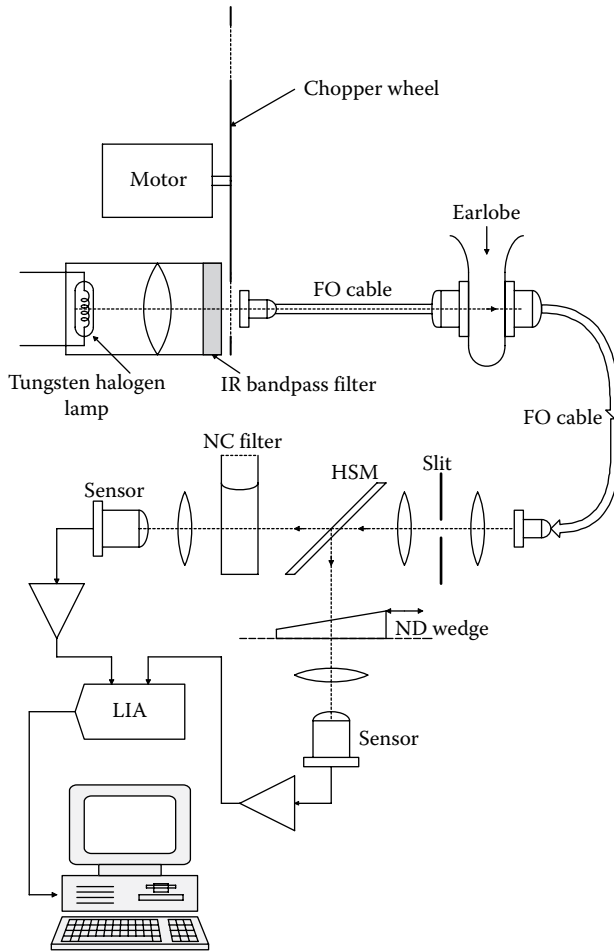 Chopper wheel
Motor
Earlobe
FO cable
Tungsten halogen
lamp
IR bandpass filter
FO cable
NC filter
HSM
Slit
Sensor
ND wedge
LIA
Sensor